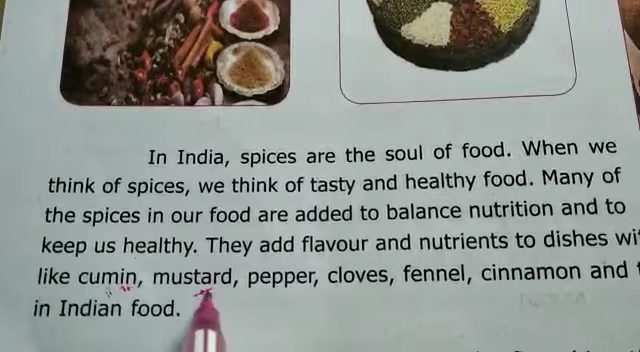 In India, spices are the soul of food. When we
think of spices, we think of tasty and healthy food. Many of
the spices in our food are added to balance nutrition and to
keep us healthy. They add flavour and nutrients to dishes
like cumin, mustard, pepper, cloves, fennel, cinnamon and
in Indian food.